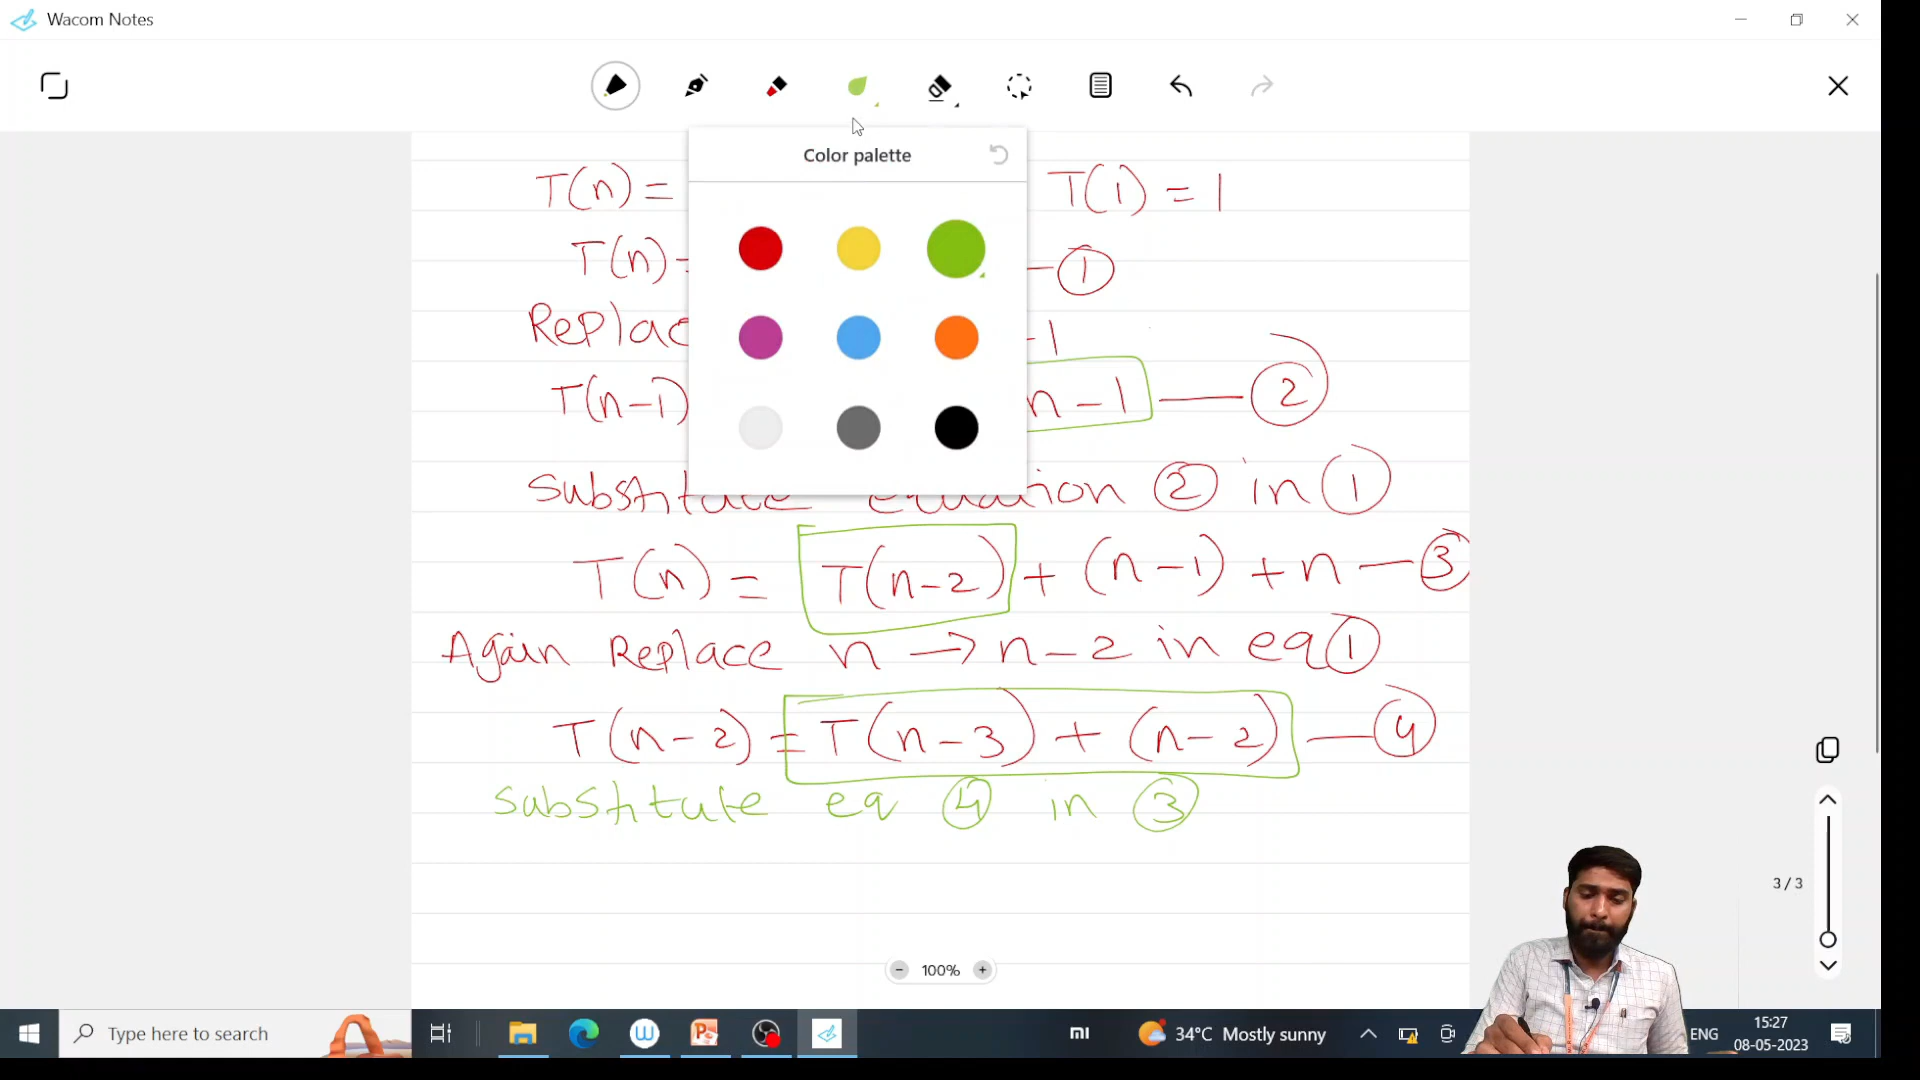 Wacom Notes
Color palette
T(n) = T(1) = 1
T(n) - — 1
Replac - 1
T(n-1) n - 1 — 2
Substitute equation 2 in 1
T(n) = T(n-2) + (n-1) + n — 3
Again Replace n → n-2 in eq 1
T(n-2) = T(n-3) + (n-2) — 4
Substitute eq 4 in 3
3 / 3
100%
Type here to search
34°C Mostly sunny
ENG
15:27
08-05-2023